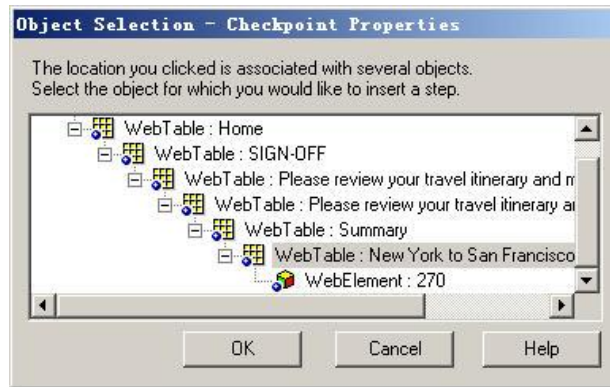 Object Selection - Checkpoint Properties
The location you clicked is associated with several objects.
Select the object for which you would like to insert a step.
WebTable : Home
WebTable : SIGN-OFF
WebTable : Please review your travel itinerary and
WebTable : Please review your travel itinerary
WebTable : Summary
WebTable : New York to San Francisco
WebElement : 270
OK
Cancel
Help